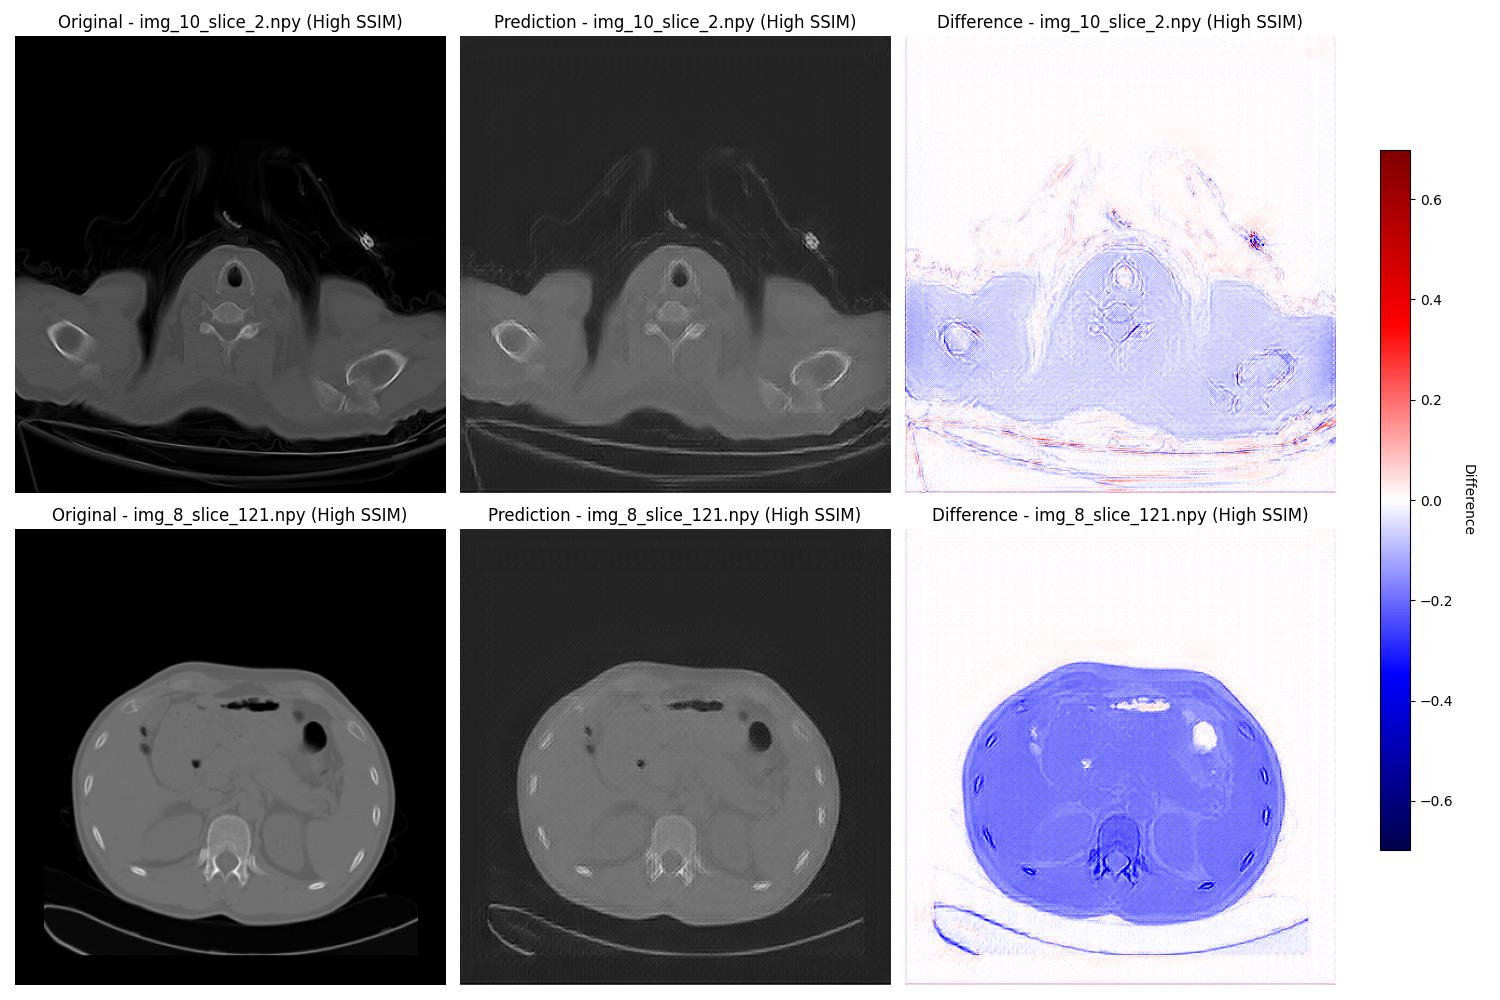 Original - img_10_slice_2.npy (High SSIM)
Prediction - img_10_slice_2.npy (High SSIM)
Difference - img_10_slice_2.npy (High SSIM)
Original - img_8_slice_121.npy (High SSIM)
Prediction - img_8_slice_121.npy (High SSIM)
Difference - img_8_slice_121.npy (High SSIM)
0.6
0.4
0.2
0.0
−0.2
−0.4
−0.6
Difference